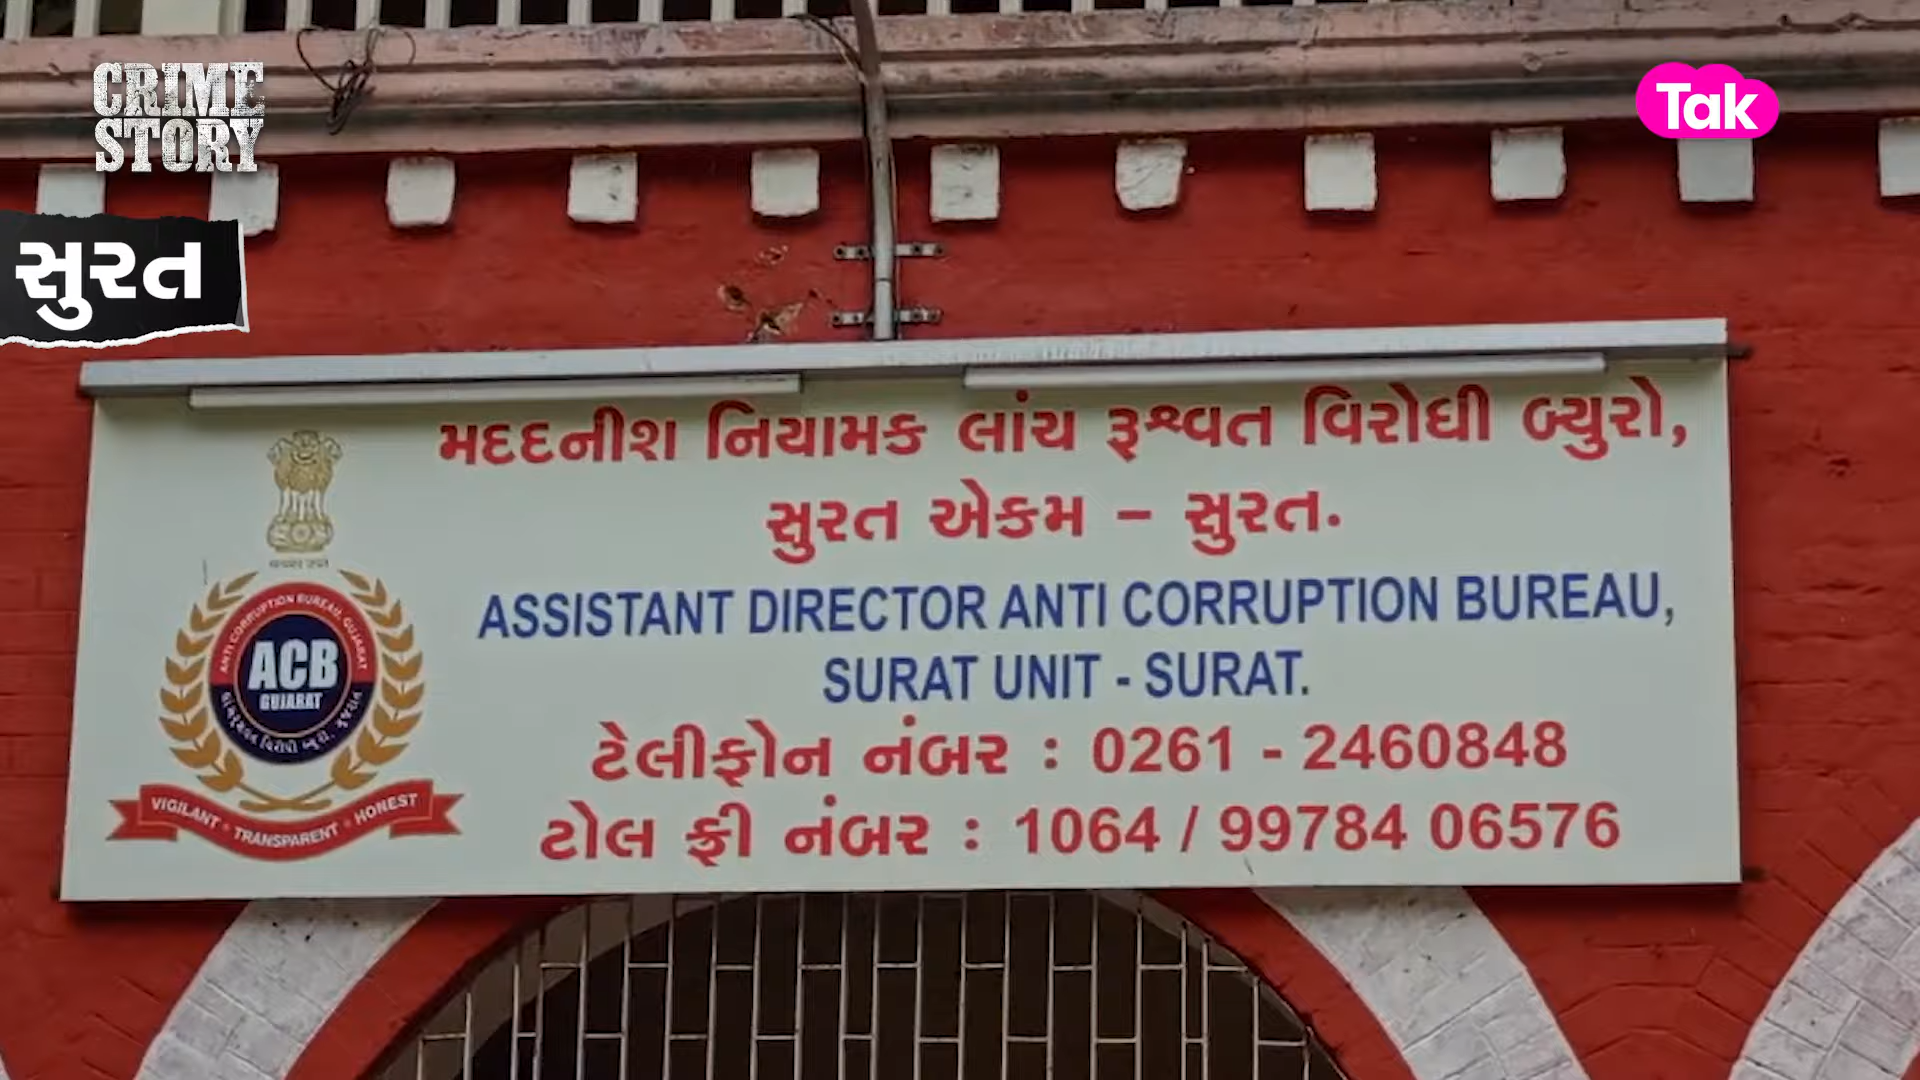 CRIME
STORY
Tak
સુરત
મદદનીશ નિયામક લાંચ રૂશ્વત વિરોધી બ્યુરો,
સુરત એકમ – સુરત.
ASSISTANT DIRECTOR ANTI CORRUPTION BUREAU,
SURAT UNIT - SURAT.
ટેલીફોન નંબર : 0261 - 2460848
ટોલ ફ્રી નંબર : 1064 / 99784 06576
ANTI CORRUPTION BUREAU, GUJARAT
ACB
GUJARAT
VIGILANT * TRANSPARENT * HONEST